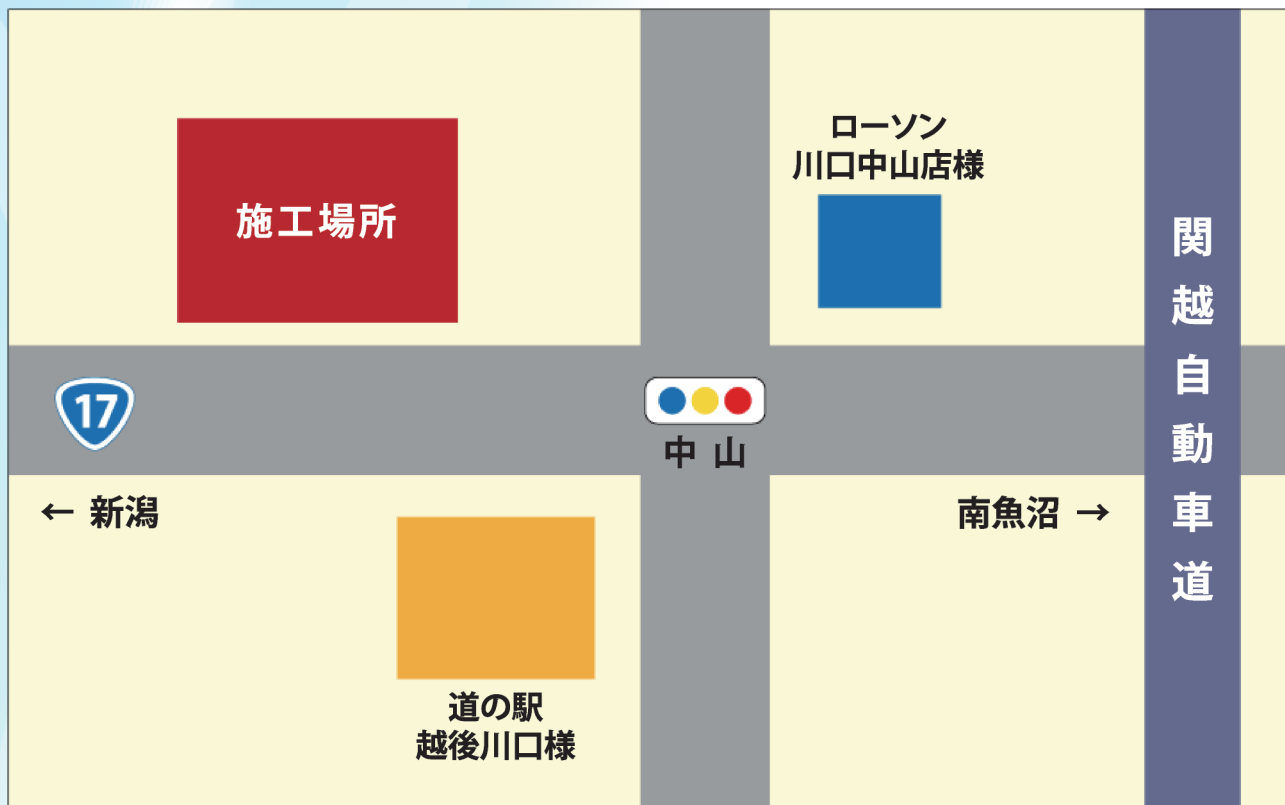 ローソン
川口中山店様
施工場所
関越自動車道
17
中山
← 新潟
南魚沼 →
道の駅
越後川口様